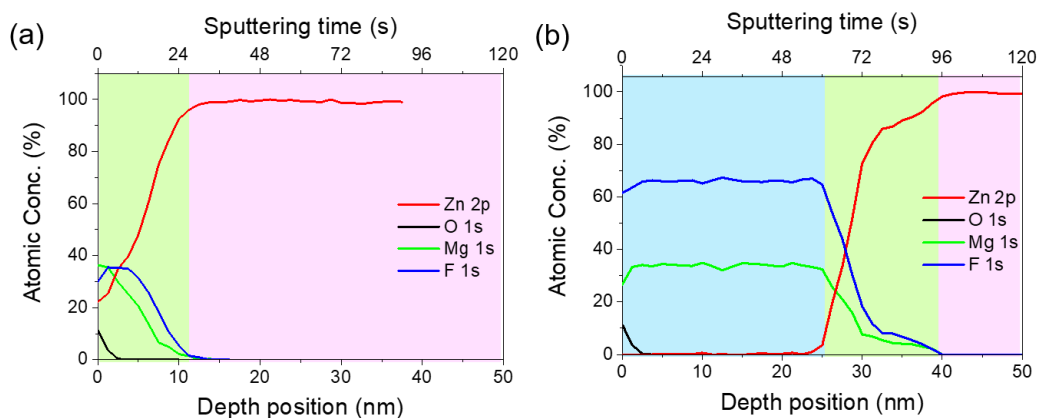 (a)
Sputtering time (s)
0 24 48 72 96 120
Atomic Conc. (%)
100
80
60
40
20
0
Zn 2p
O 1s
Mg 1s
F 1s
0 10 20 30 40 50
Depth position (nm)
(b)
Sputtering time (s)
0 24 48 72 96 120
Atomic Conc. (%)
100
80
60
40
20
0
Zn 2p
O 1s
Mg 1s
F 1s
0 10 20 30 40 50
Depth position (nm)